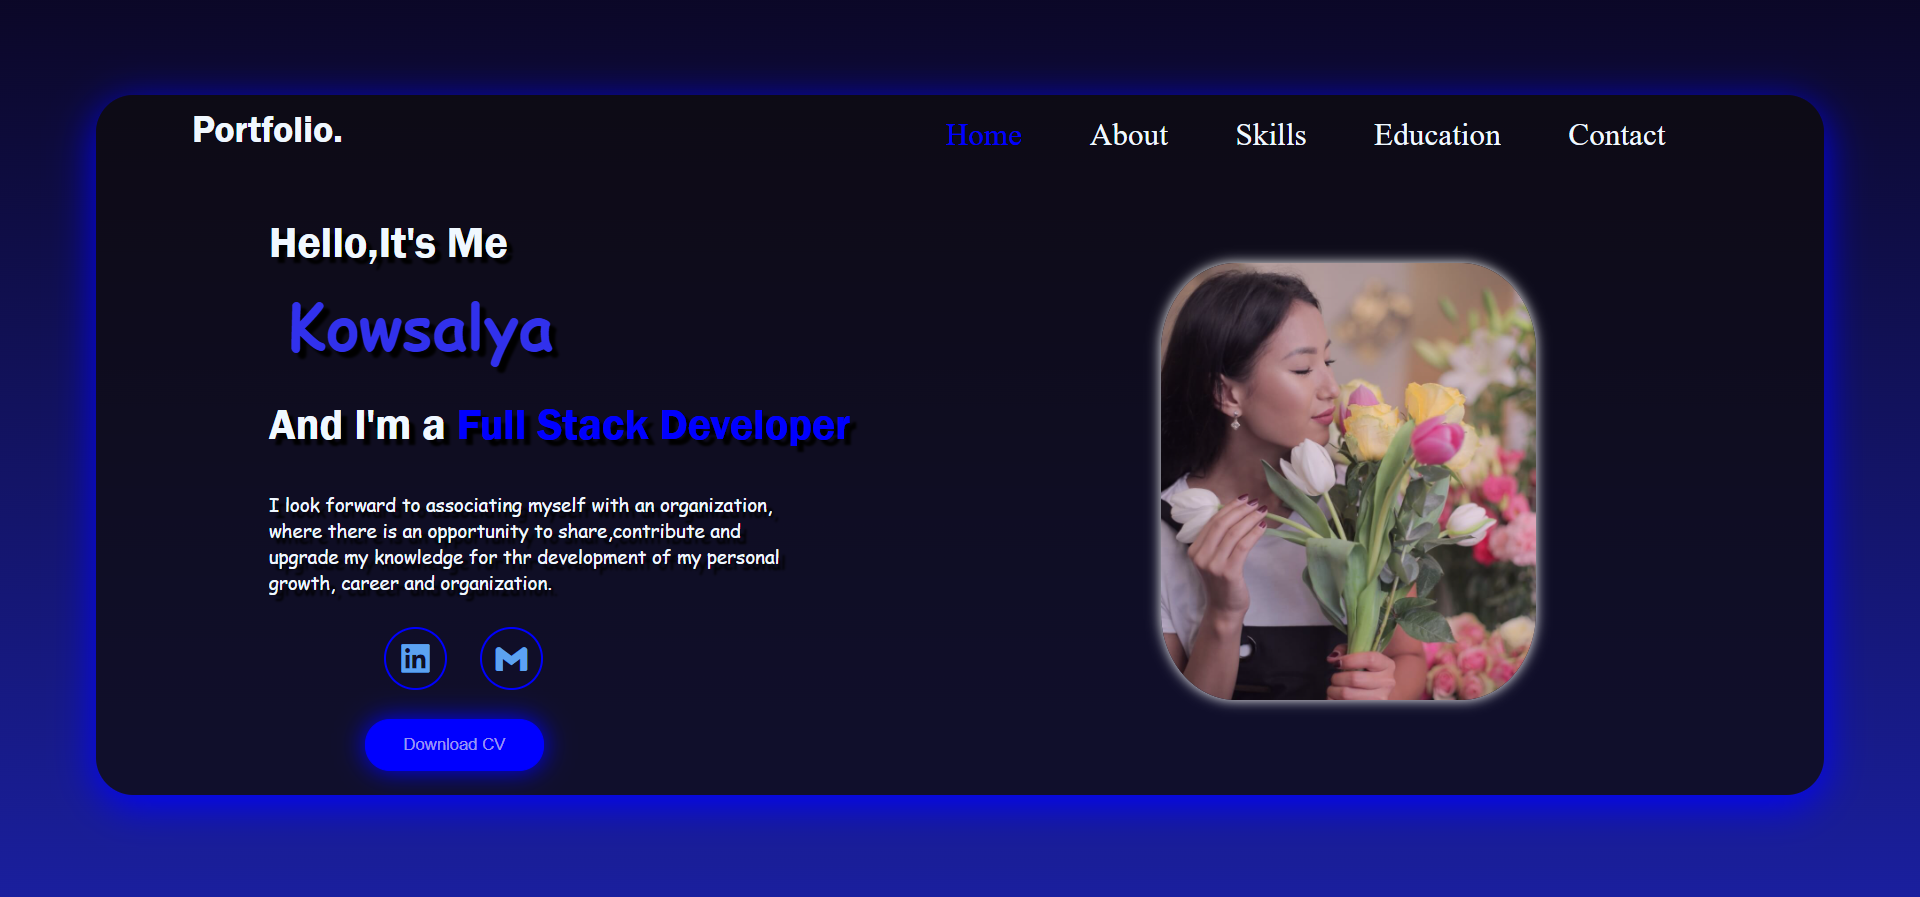 Portfolio.
Home About Skills Education Contact
Hello,It's Me
Kowsalya
And I'm a Full Stack Developer
I look forward to associating myself with an organization,
where there is an opportunity to share,contribute and
upgrade my knowledge for thr development of my personal
growth, career and organization.
in
Download CV